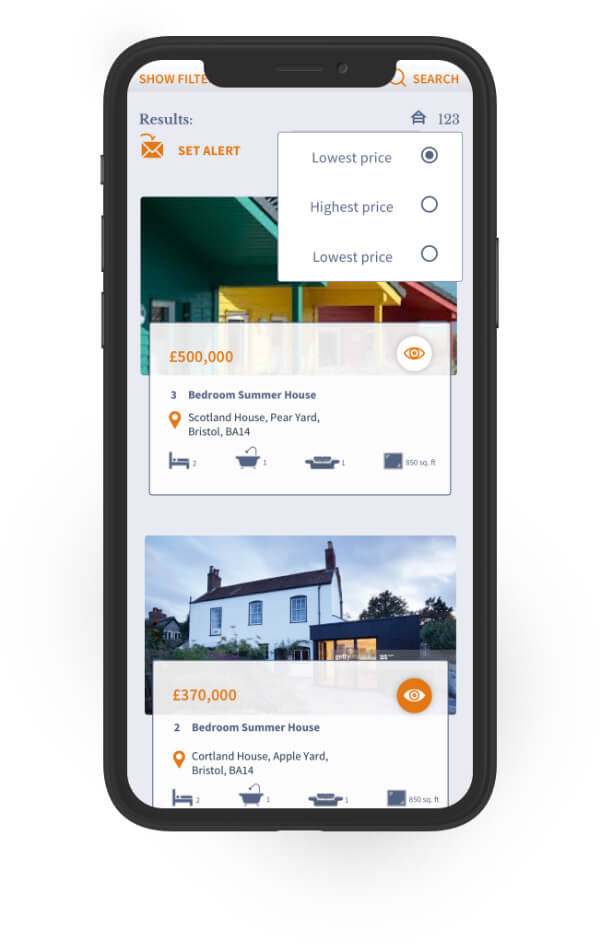 SHOW FILTE
SEARCH
Results:
123
SET ALERT
Lowest price
Highest price
Lowest price
£500,000
3 Bedroom Summer House
Scotland House, Pear Yard,
Bristol, BA14
2 1 1 850 sq. ft
£370,000
2 Bedroom Summer House
Cortland House, Apple Yard,
Bristol, BA14
2 1 1 850 sq. ft